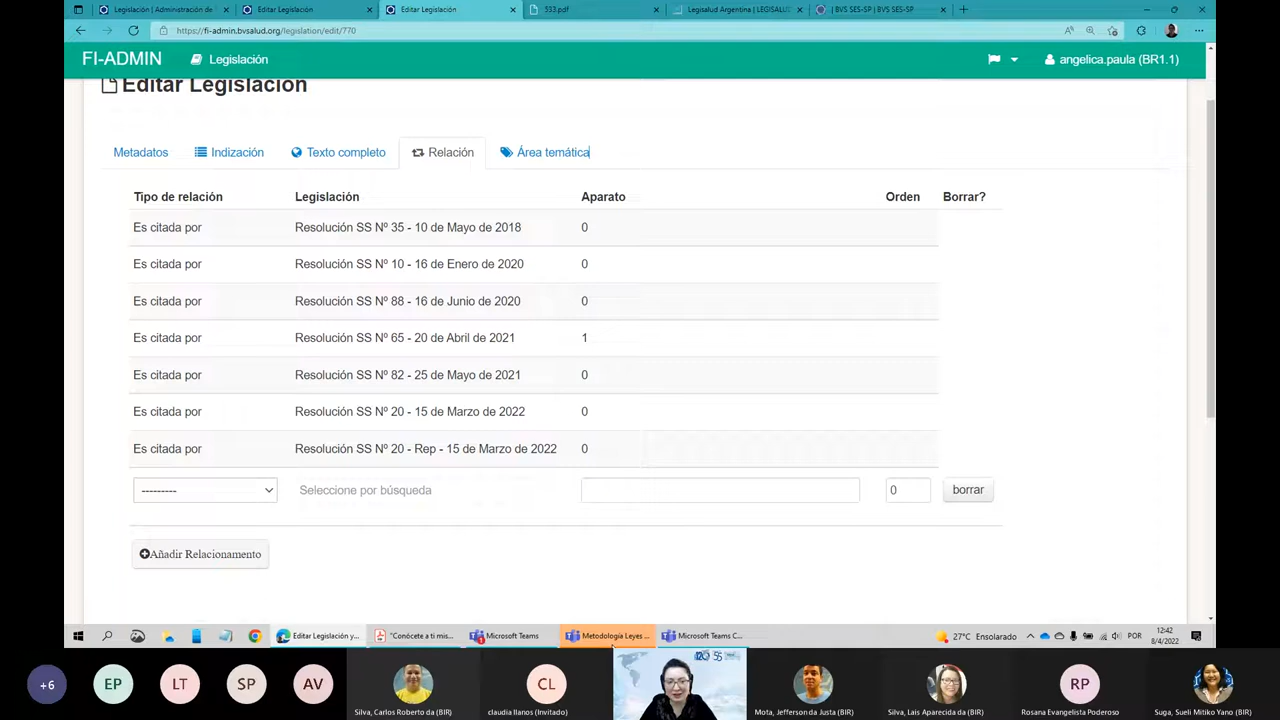 Legislación | Administración de
Editar Legislación
Editar Legislación
333.pdf
Legisalud Argentina | LEGISALU
| BVS SES-SP | BVS SES-SP
https://fi-admin.bvsalud.org/legislation/edit/770
FI-ADMIN
Legislación
angelica.paula (BR1.1)
Editar Legislación
Metadatos
Indización
Texto completo
Relación
Área temática
Tipo de relación Legislación Aparato Orden Borrar?
Es citada por Resolución SS Nº 35 - 10 de Mayo de 2018 0
Es citada por Resolución SS Nº 10 - 16 de Enero de 2020 0
Es citada por Resolución SS Nº 88 - 16 de Junio de 2020 0
Es citada por Resolución SS Nº 65 - 20 de Abril de 2021 1
Es citada por Resolución SS Nº 82 - 25 de Mayo de 2021 0
Es citada por Resolución SS Nº 20 - 15 de Marzo de 2022 0
Es citada por Resolución SS Nº 20 - Rep - 15 de Marzo de 2022 0
--------- Seleccione por búsqueda 0 borrar
Añadir Relacionamento
Editar Legislación y...
"Conócete a ti mis...
Microsoft Teams
Metodología Leyes ...
Microsoft Teams C...
27°C Ensolarado
POR
12:42
8/4/2022
+6
EP
LT
SP
AV
CL
RP
Silva, Carlos Roberto da (BIR)
claudia llanos (Invitado)
Mota, Jefferson da Justa (BIR)
Silva, Lais Aparecida da (BIR)
Rosana Evangelista Poderoso
Suga, Sueli Mitiko Yano (BIR)